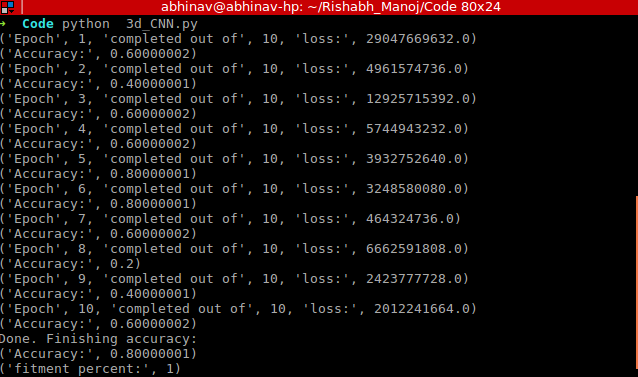 abhinav@abhinav-hp: ~/Rishabh_Manoj/Code 80x24
➜ Code python 3d_CNN.py
('Epoch', 1, 'completed out of', 10, 'loss:', 29047669632.0)
('Accuracy:', 0.60000002)
('Epoch', 2, 'completed out of', 10, 'loss:', 4961574736.0)
('Accuracy:', 0.40000001)
('Epoch', 3, 'completed out of', 10, 'loss:', 12925715392.0)
('Accuracy:', 0.60000002)
('Epoch', 4, 'completed out of', 10, 'loss:', 5744943232.0)
('Accuracy:', 0.60000002)
('Epoch', 5, 'completed out of', 10, 'loss:', 3932752640.0)
('Accuracy:', 0.80000001)
('Epoch', 6, 'completed out of', 10, 'loss:', 3248580080.0)
('Accuracy:', 0.80000001)
('Epoch', 7, 'completed out of', 10, 'loss:', 464324736.0)
('Accuracy:', 0.60000002)
('Epoch', 8, 'completed out of', 10, 'loss:', 6662591808.0)
('Accuracy:', 0.2)
('Epoch', 9, 'completed out of', 10, 'loss:', 2423777728.0)
('Accuracy:', 0.40000001)
('Epoch', 10, 'completed out of', 10, 'loss:', 2012241664.0)
('Accuracy:', 0.60000002)
Done. Finishing accuracy:
('Accuracy:', 0.80000001)
('fitment percent:', 1)